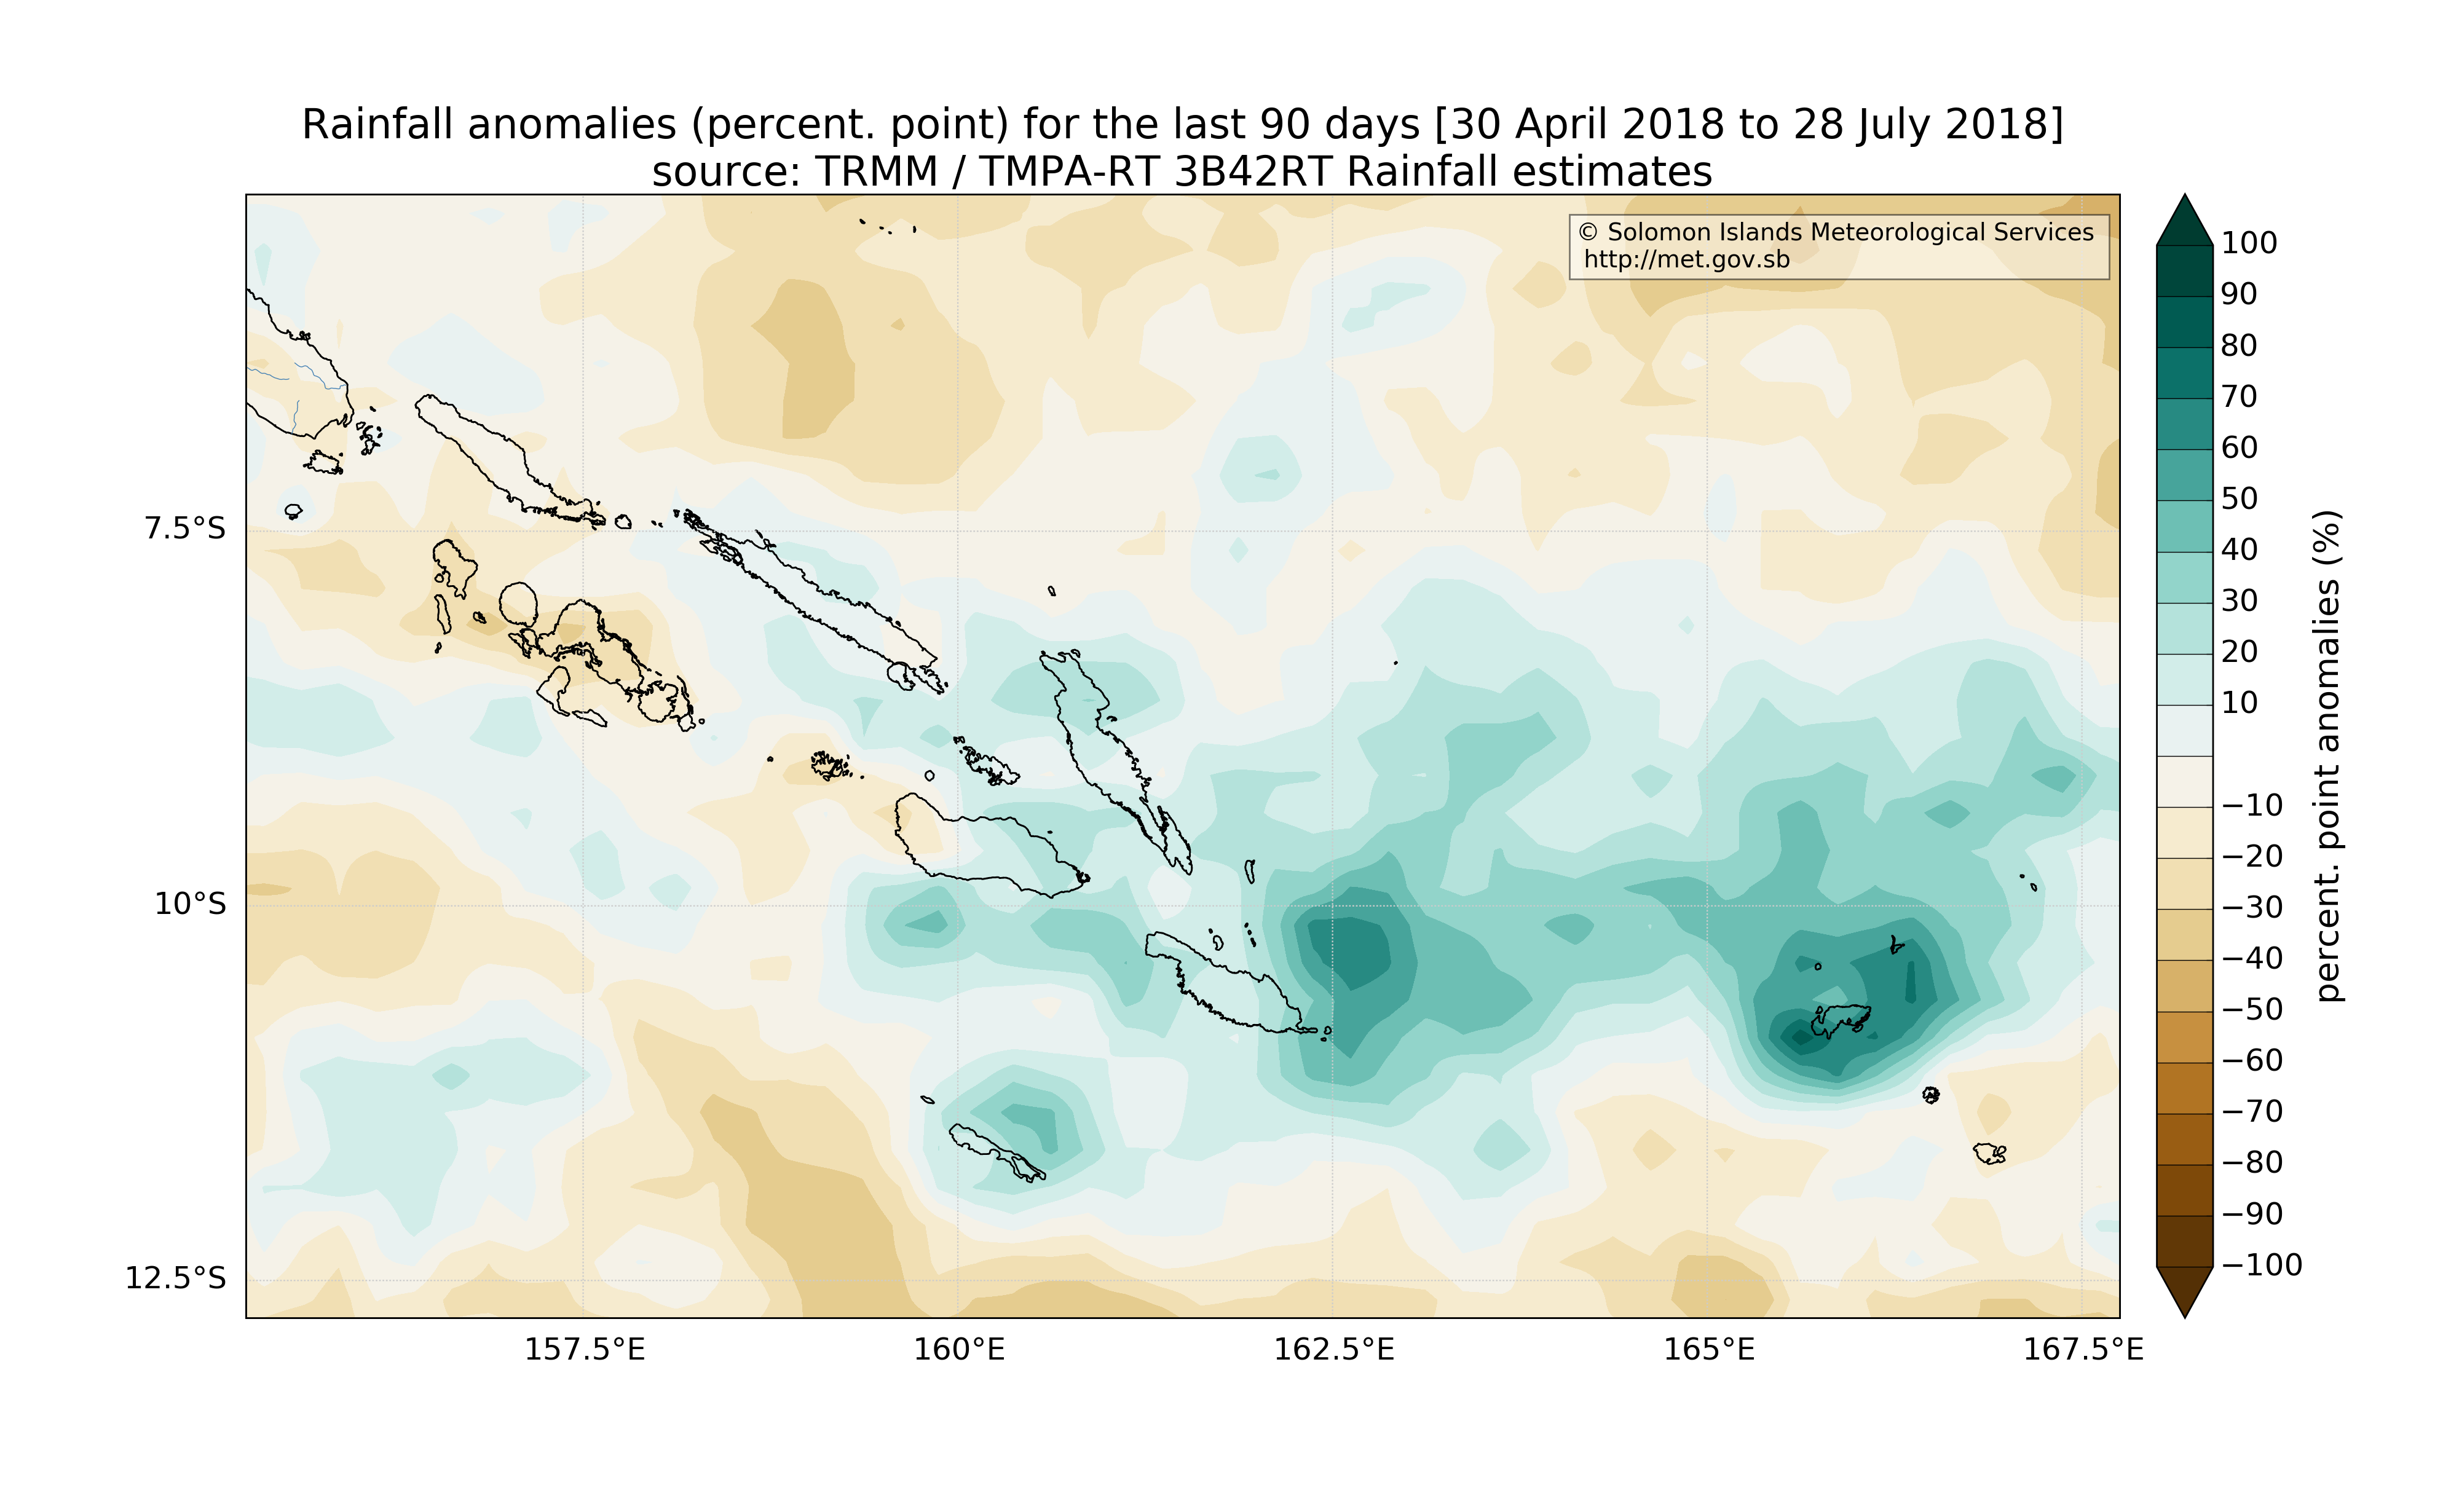 Rainfall anomalies (percent. point) for the last 90 days [30 April 2018 to 28 July 2018]
source: TRMM / TMPA-RT 3B42RT Rainfall estimates
© Solomon Islands Meteorological Services
http://met.gov.sb
7.5°S
10°S
12.5°S
157.5°E
160°E
162.5°E
165°E
167.5°E
100
90
80
70
60
50
40
30
20
10
−10
−20
−30
−40
−50
−60
−70
−80
−90
−100
percent. point anomalies (%)